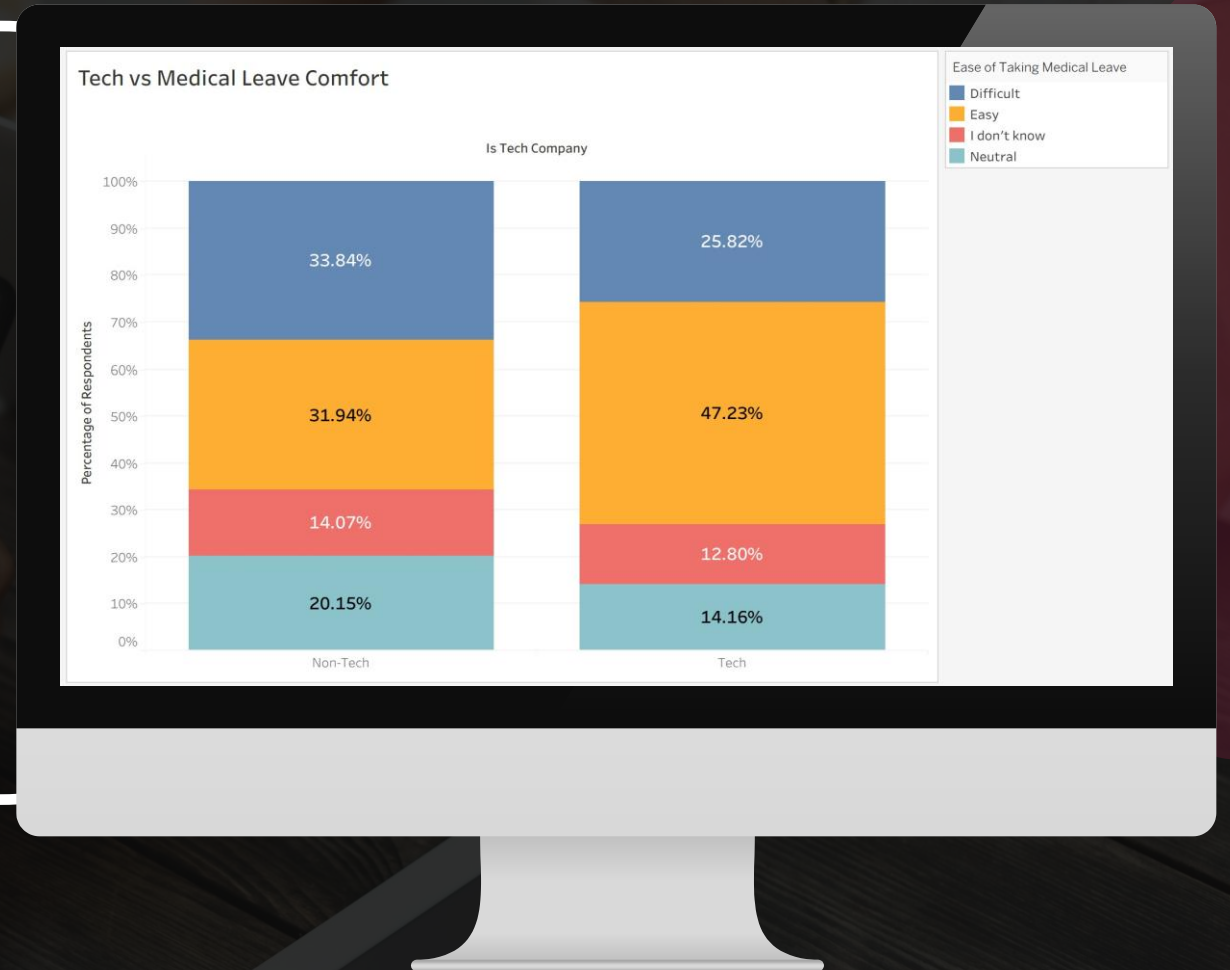 Tech vs Medical Leave Comfort
Is Tech Company
Percentage of Respondents
100%
90%
80%
70%
60%
50%
40%
30%
20%
10%
0%
33.84%
31.94%
14.07%
20.15%
25.82%
47.23%
12.80%
14.16%
Non-Tech
Tech
Ease of Taking Medical Leave
Difficult
Easy
I don't know
Neutral